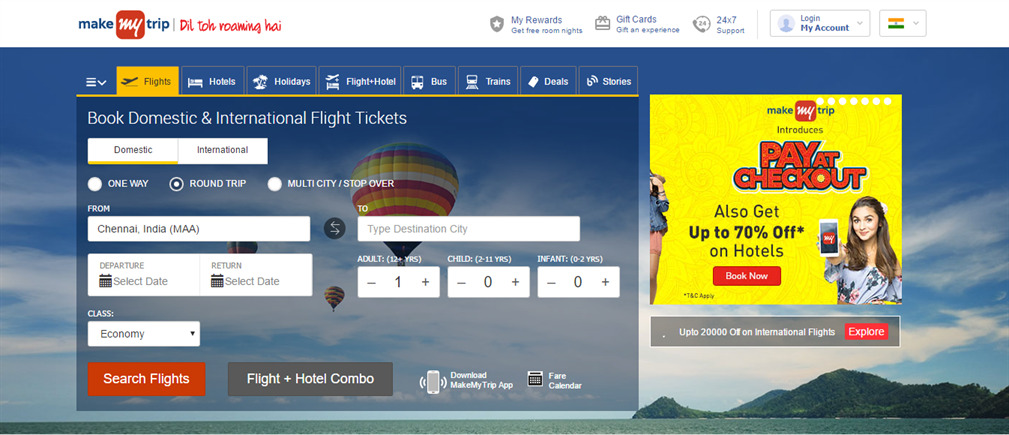 make my trip | Dil toh roaming hai
My Rewards
Get free room nights
Gift Cards
Gift an experience
24
24x7
Support
Login
My Account
Flights
Hotels
Holidays
Flight+Hotel
Bus
Trains
Deals
Stories
Book Domestic & International Flight Tickets
Domestic
International
ONE WAY
ROUND TRIP
MULTI CITY / STOP OVER
FROM
TO
Chennai, India (MAA)
Type Destination City
DEPARTURE
Select Date
RETURN
Select Date
ADULT: (12+ YRS)
CHILD: (2-11 YRS)
INFANT: (0-2 YRS)
– 1 +
– 0 +
– 0 +
CLASS:
Economy
Search Flights
Flight + Hotel Combo
Download
MakeMyTrip App
Fare
Calendar
make my trip
Introduces
PAY AT
CHECKOUT
Also Get
Up to 70% Off*
on Hotels
Book Now
my
*T&C Apply
Upto 20000 Off on International Flights
Explore